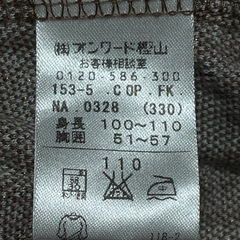 (株)オンワード樫山
お客様相談室
0120-586-300
153-5 .COP.FK
NA.0328 (330)
身長 100~110
胸囲 51~57
110